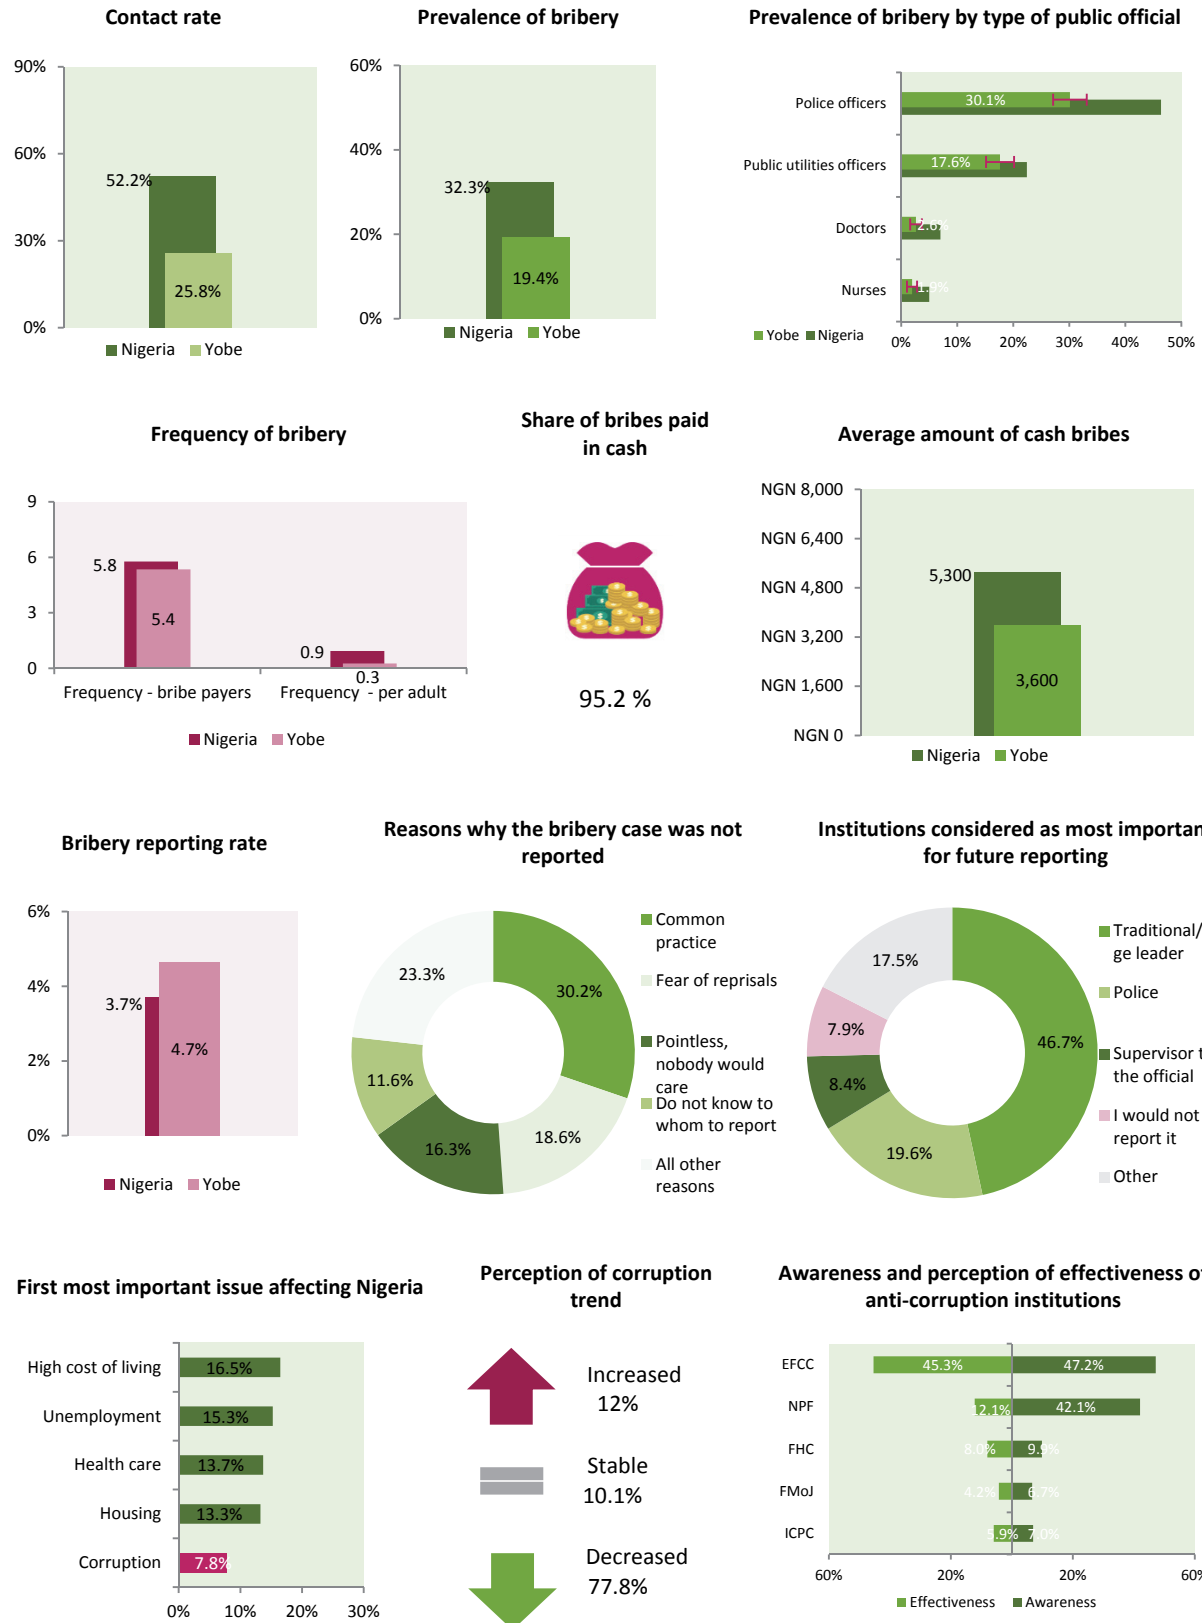 Contact rate
90%
60%
30%
0%
52.2%
25.8%
Nigeria Yobe
Prevalence of bribery
60%
40%
20%
0%
32.3%
19.4%
Nigeria Yobe
Prevalence of bribery by type of public official
Police officers
30.1%
Public utilities officers
17.6%
Doctors
2.6%
Nurses
1.9%
0% 10% 20% 30% 40% 50%
Yobe Nigeria
Frequency of bribery
9
6
3
0
5.8
5.4
0.9
0.3
Frequency - bribe payers Frequency - per adult
Nigeria Yobe
Share of bribes paid
in cash
95.2 %
Average amount of cash bribes
NGN 8,000
NGN 6,400
NGN 4,800
NGN 3,200
NGN 1,600
NGN 0
5,300
3,600
Nigeria Yobe
Bribery reporting rate
6%
4%
2%
0%
3.7%
4.7%
Nigeria Yobe
Reasons why the bribery case was not
reported
30.2%
18.6%
16.3%
11.6%
23.3%
Common
practice
Fear of reprisals
Pointless,
nobody would
care
Do not know to
whom to report
All other
reasons
Institutions considered as most importan
for future reporting
46.7%
19.6%
8.4%
7.9%
17.5%
Traditional/
ge leader
Police
Supervisor t
the official
I would not
report it
Other
First most important issue affecting Nigeria
High cost of living
16.5%
Unemployment
15.3%
Health care
13.7%
Housing
13.3%
Corruption
7.8%
0% 10% 20% 30%
Perception of corruption
trend
Increased
12%
Stable
10.1%
Decreased
77.8%
Awareness and perception of effectiveness o
anti-corruption institutions
EFCC
45.3% 47.2%
NPF
12.1% 42.1%
FHC
8.0% 9.9%
FMoJ
4.2% 6.7%
ICPC
5.9% 7.0%
60% 20% 20% 60%
Effectiveness Awareness